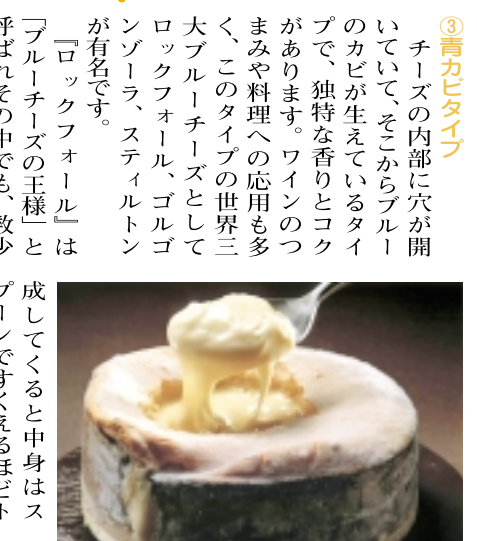 ③青カビタイプ
チーズの内部に穴が開
いていて、そこからブルー
のカビが生えているタイ
プで、独特な香りとコク
があります。ワインのつ
まみや料理への応用も多
く、このタイプの世界三
大ブルーチーズとして
ロックフォール、ゴルゴ
ンゾーラ、スティルトン
が有名です。
『ロックフォール』は
「ブルーチーズの王様」と
呼ばれその中でも、数少
成してくると中身はス
プーンですくえるほどト